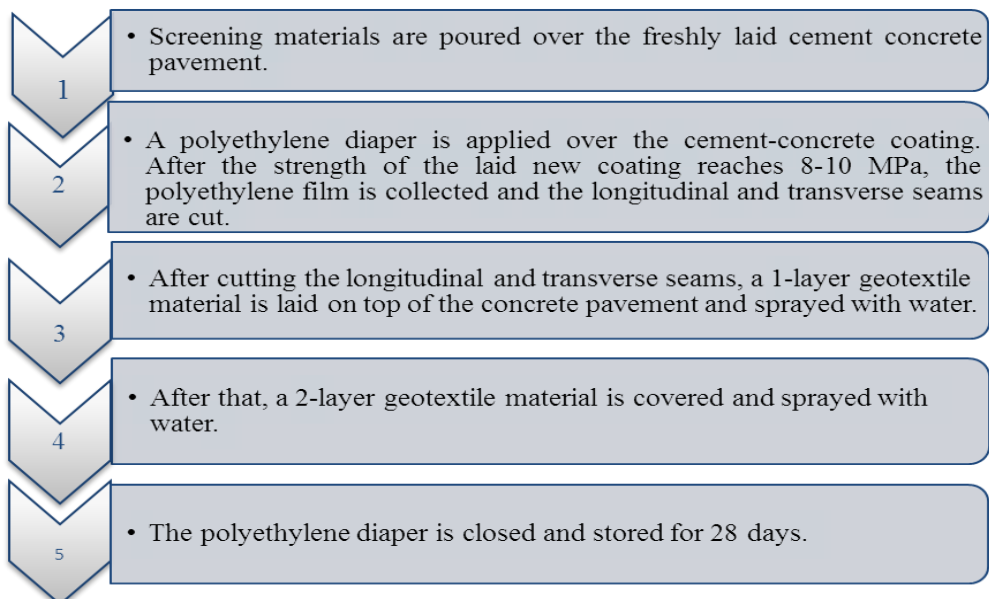 1
• Screening materials are poured over the freshly laid cement concrete
pavement.
2
• A polyethylene diaper is applied over the cement-concrete coating.
After the strength of the laid new coating reaches 8-10 MPa, the
polyethylene film is collected and the longitudinal and transverse seams
are cut.
3
• After cutting the longitudinal and transverse seams, a 1-layer geotextile
material is laid on top of the concrete pavement and sprayed with water.
4
• After that, a 2-layer geotextile material is covered and sprayed with
water.
5
• The polyethylene diaper is closed and stored for 28 days.